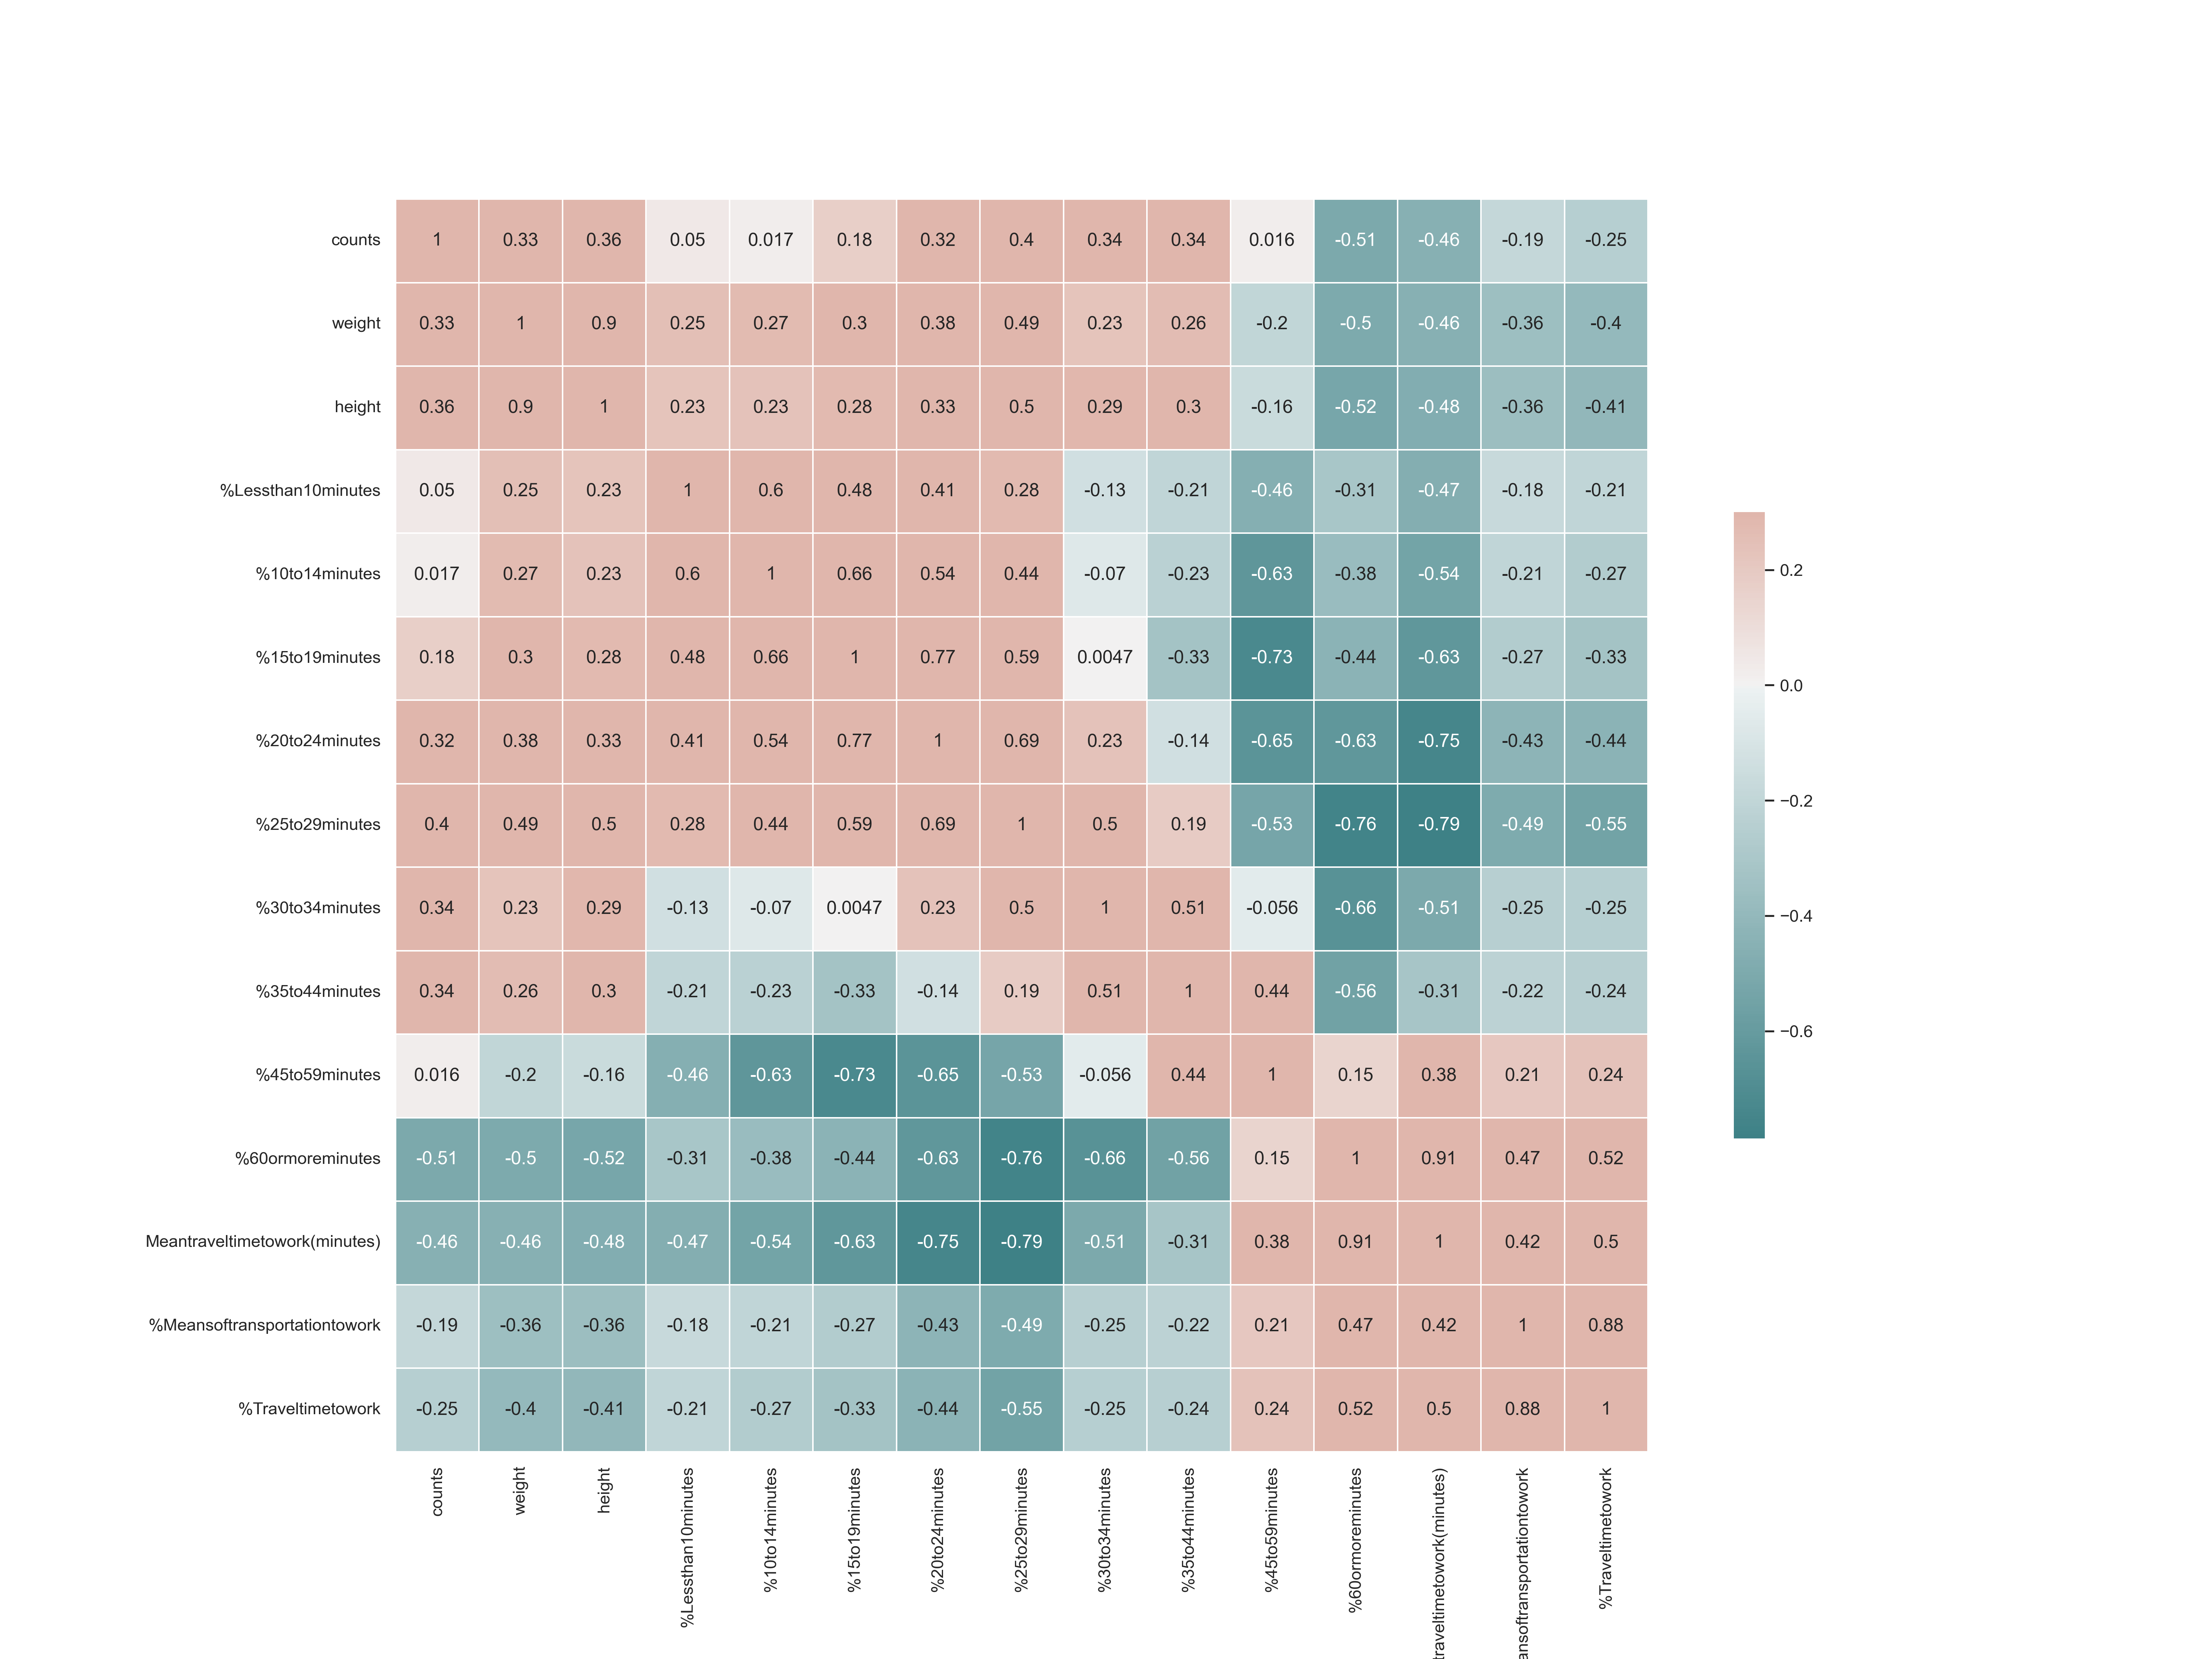 counts 1 0.33 0.36 0.05 0.017 0.18 0.32 0.4 0.34 0.34 0.016 -0.51 -0.46 -0.19 -0.25
weight 0.33 1 0.9 0.25 0.27 0.3 0.38 0.49 0.23 0.26 -0.2 -0.5 -0.46 -0.36 -0.4
height 0.36 0.9 1 0.23 0.23 0.28 0.33 0.5 0.29 0.3 -0.16 -0.52 -0.48 -0.36 -0.41
%Lessthan10minutes 0.05 0.25 0.23 1 0.6 0.48 0.41 0.28 -0.13 -0.21 -0.46 -0.31 -0.47 -0.18 -0.21
%10to14minutes 0.017 0.27 0.23 0.6 1 0.66 0.54 0.44 -0.07 -0.23 -0.63 -0.38 -0.54 -0.21 -0.27
%15to19minutes 0.18 0.3 0.28 0.48 0.66 1 0.77 0.59 0.0047 -0.33 -0.73 -0.44 -0.63 -0.27 -0.33
%20to24minutes 0.32 0.38 0.33 0.41 0.54 0.77 1 0.69 0.23 -0.14 -0.65 -0.63 -0.75 -0.43 -0.44
%25to29minutes 0.4 0.49 0.5 0.28 0.44 0.59 0.69 1 0.5 0.19 -0.53 -0.76 -0.79 -0.49 -0.55
%30to34minutes 0.34 0.23 0.29 -0.13 -0.07 0.0047 0.23 0.5 1 0.51 -0.056 -0.66 -0.51 -0.25 -0.25
%35to44minutes 0.34 0.26 0.3 -0.21 -0.23 -0.33 -0.14 0.19 0.51 1 0.44 -0.56 -0.31 -0.22 -0.24
%45to59minutes 0.016 -0.2 -0.16 -0.46 -0.63 -0.73 -0.65 -0.53 -0.056 0.44 1 0.15 0.38 0.21 0.24
%60ormoreminutes -0.51 -0.5 -0.52 -0.31 -0.38 -0.44 -0.63 -0.76 -0.66 -0.56 0.15 1 0.91 0.47 0.52
Meantraveltimetowork(minutes) -0.46 -0.46 -0.48 -0.47 -0.54 -0.63 -0.75 -0.79 -0.51 -0.31 0.38 0.91 1 0.42 0.5
%Meansoftransportationtowork -0.19 -0.36 -0.36 -0.18 -0.21 -0.27 -0.43 -0.49 -0.25 -0.22 0.21 0.47 0.42 1 0.88
%Traveltimetowork -0.25 -0.4 -0.41 -0.21 -0.27 -0.33 -0.44 -0.55 -0.25 -0.24 0.24 0.52 0.5 0.88 1
counts
weight
height
%Lessthan10minutes
%10to14minutes
%15to19minutes
%20to24minutes
%25to29minutes
%30to34minutes
%35to44minutes
%45to59minutes
%60ormoreminutes
traveltimetowork(minutes)
ansoftransportationtowork
%Traveltimetowork
0.2
0.0
−0.2
−0.4
−0.6